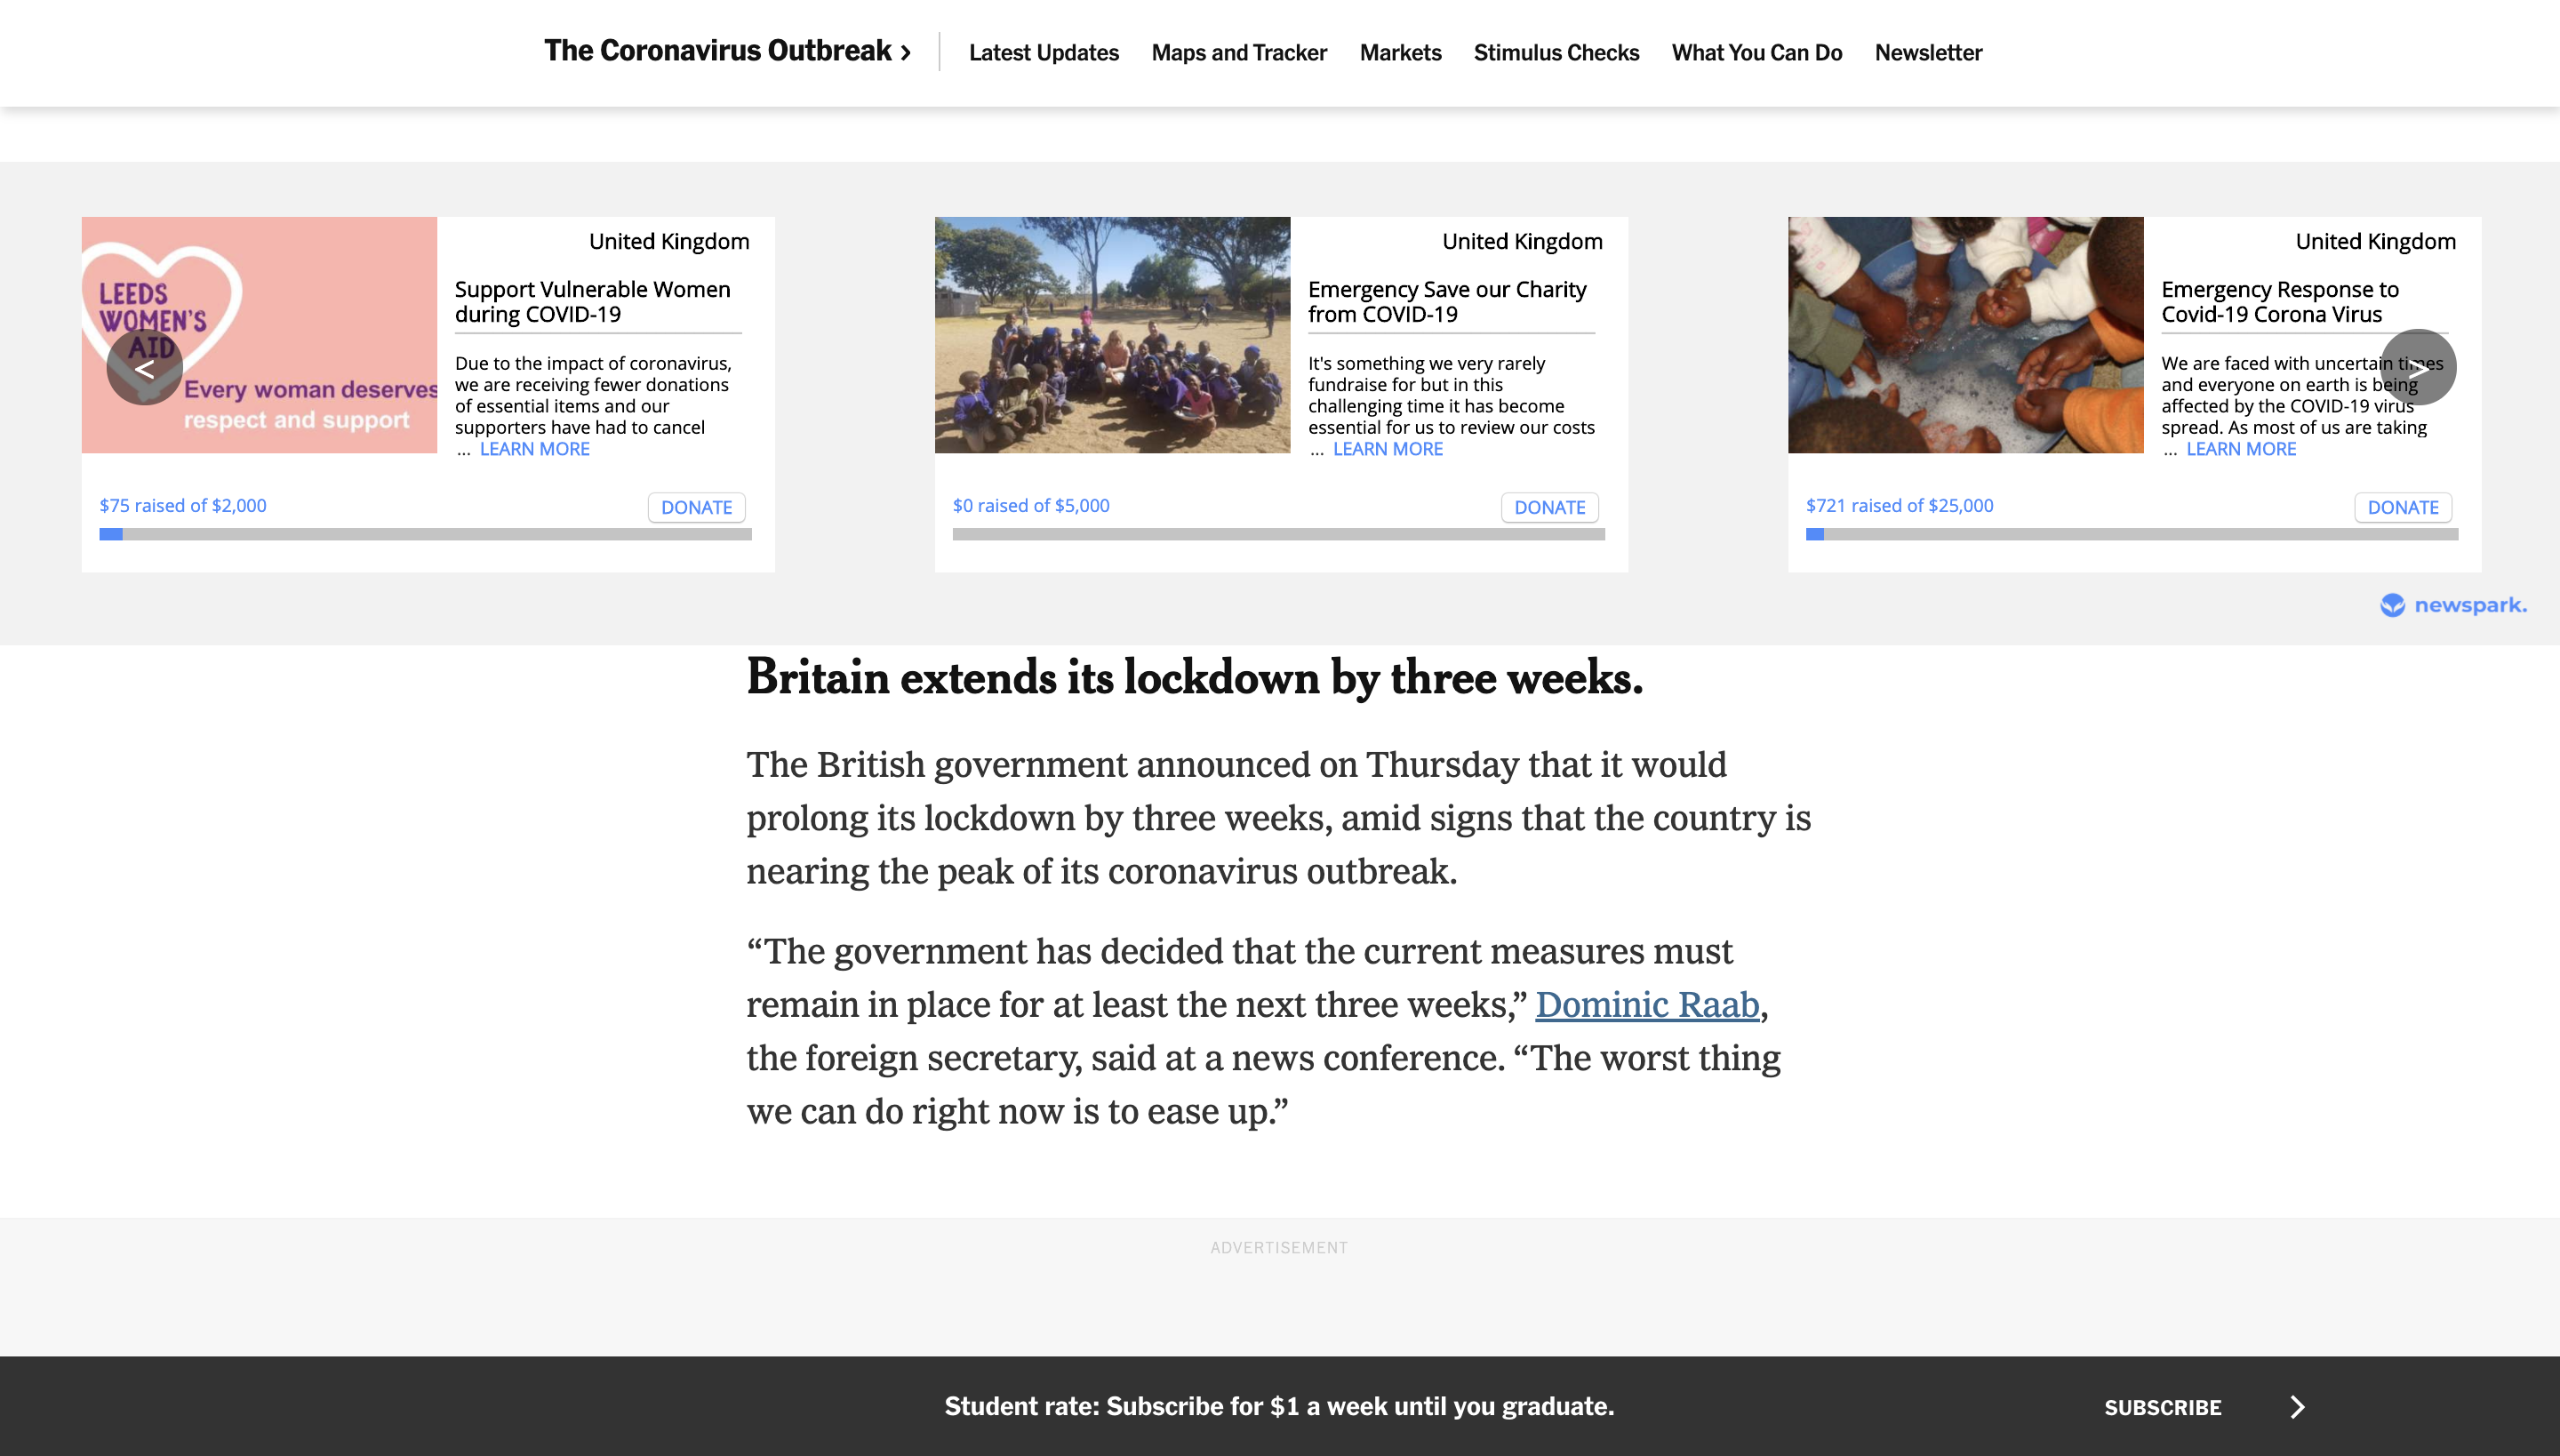 The Coronavirus Outbreak ›
Latest Updates
Maps and Tracker
Markets
Stimulus Checks
What You Can Do
Newsletter
LEEDS
WOMEN'S
AID
Every woman deserves
respect and support
<
United Kingdom
Support Vulnerable Women
during COVID-19
Due to the impact of coronavirus,
we are receiving fewer donations
of essential items and our
supporters have had to cancel
... LEARN MORE
$75 raised of $2,000
DONATE
United Kingdom
Emergency Save our Charity
from COVID-19
It's something we very rarely
fundraise for but in this
challenging time it has become
essential for us to review our costs
... LEARN MORE
$0 raised of $5,000
DONATE
United Kingdom
Emergency Response to
Covid-19 Corona Virus
We are faced with uncertain times
and everyone on earth is being
affected by the COVID-19 virus
spread. As most of us are taking
... LEARN MORE
>
$721 raised of $25,000
DONATE
newspark.
Britain extends its lockdown by three weeks.
The British government announced on Thursday that it would
prolong its lockdown by three weeks, amid signs that the country is
nearing the peak of its coronavirus outbreak.
“The government has decided that the current measures must
remain in place for at least the next three weeks,” Dominic Raab,
the foreign secretary, said at a news conference. “The worst thing
we can do right now is to ease up.”
ADVERTISEMENT
Student rate: Subscribe for $1 a week until you graduate.
SUBSCRIBE